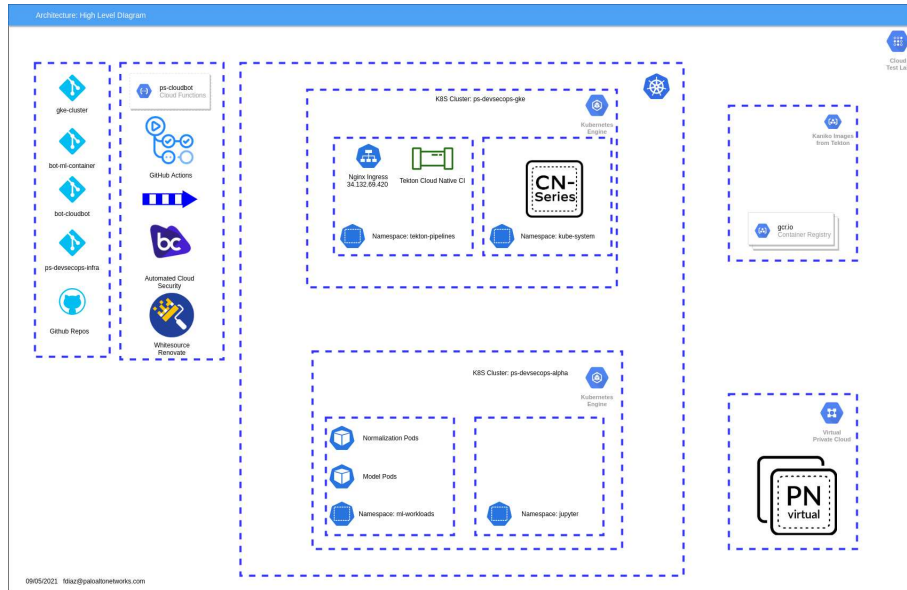 Architecture: High Level Diagram
Cloud
Test La
gke-cluster
bot-ml-container
bot-cloudbot
ps-devsecops-infra
Github Repos
ps-cloudbot
Cloud Functions
GitHub Actions
bc
Automated Cloud
Security
Whitesource
Renovate
K8S Cluster: ps-devsecops-gke
Kubernetes
Engine
Nginx Ingress
34.132.69.420
Tekton Cloud Native CI
Namespace: tekton-pipelines
CN-
Series
Namespace: kube-system
K8S Cluster: ps-devsecops-alpha
Kubernetes
Engine
Normalization Pods
Model Pods
Namespace: ml-workloads
Namespace: jupyter
Kaniko Images
from Tekton
gcr.io
Container Registry
Virtual
Private Cloud
PN
virtual
09/05/2021 fdiaz@paloaltonetworks.com